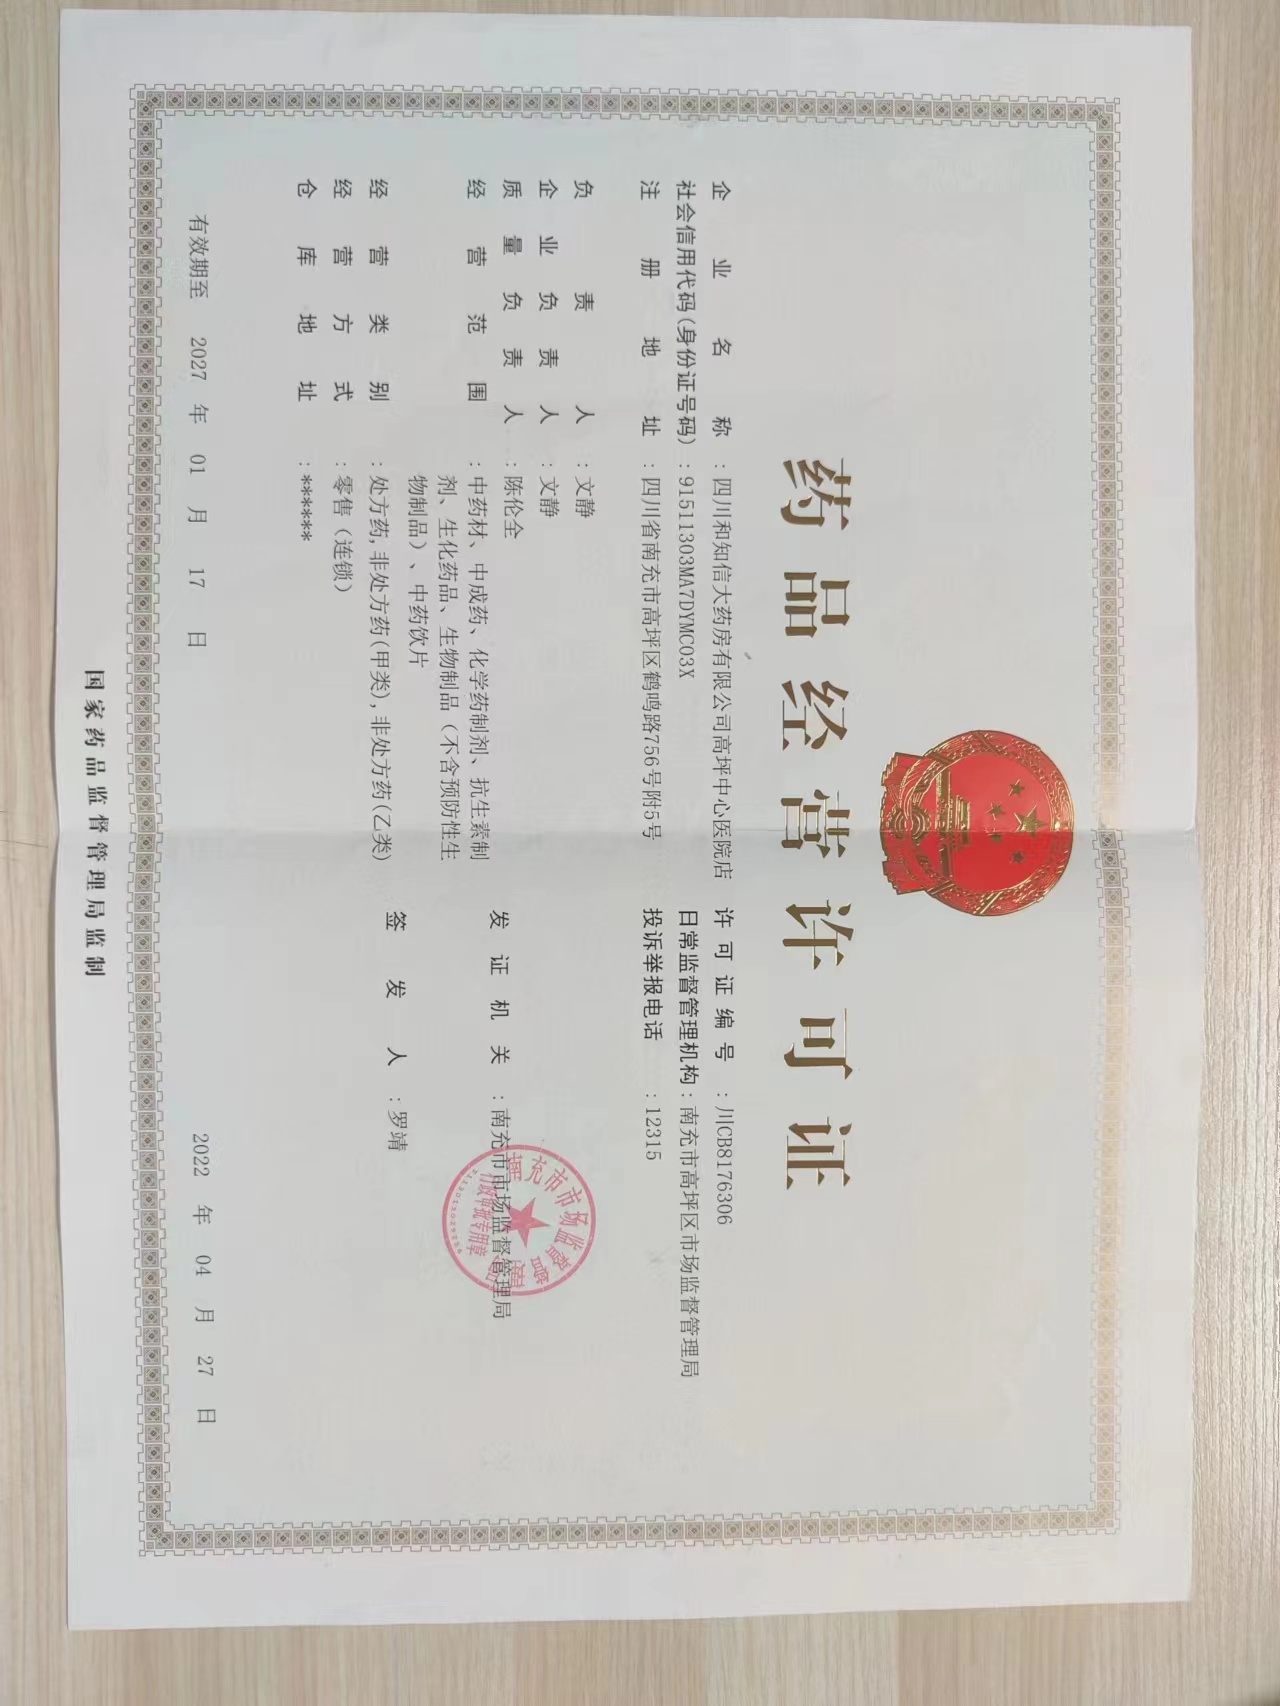 药品经营许可证
企业名称：四川和知信大药房有限公司高坪中心医院店
社会信用代码(身份证号码)：91511303MA7DYMC03X
注册地址：四川省南充市高坪区鹤鸣路756号附5号
负责人：文静
企业负责人：文静
质量负责人：陈伦全
经营范围：中药材、中成药、化学药制剂、抗生素制
剂、生化药品、生物制品（不含预防性生
物制品）、中药饮片
经营类别：处方药,非处方药(甲类),非处方药(乙类)
经营方式：零售（连锁）
仓库地址：*****
有效期至 2027 年 01 月 17 日
许可证编号：川CB8176306
日常监督管理机构：南充市高坪区市场监督管理局
投诉举报电话：12315
发证机关：南充市市场监督管理局
签发人：罗靖
南充市市场监督管理局
行政审批专用章
2022 年 04 月 27 日
国家药品监督管理局监制